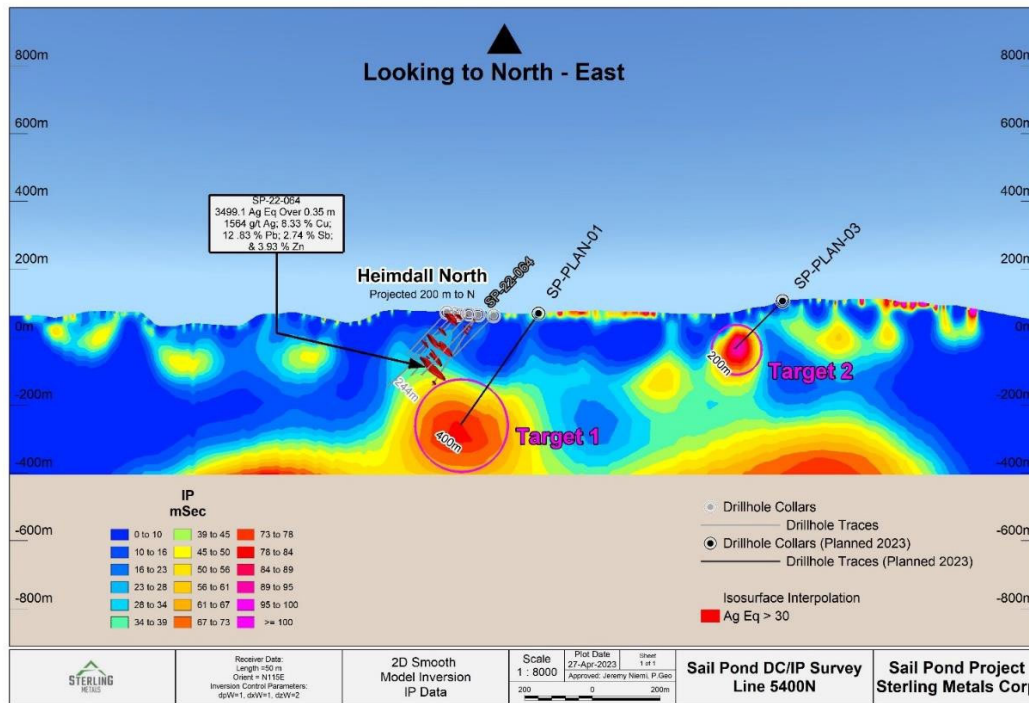 Looking to North - East
800m
800m
600m
600m
400m
400m
200m
200m
0m
0m
-200m
-200m
-400m
-400m
-600m
-600m
-800m
-800m
SP-22-064
3499.1 Ag Eq Over 0.35 m
1564 g/t Ag; 8.33 % Cu;
12 .83 % Pb; 2.74 % Sb;
& 3.93 % Zn
Heimdall North
Projected 200 m to N
SP-22-064
SP-PLAN-01
SP-PLAN-03
244m
400m
200m
Target 1
Target 2
IP
mSec
0 to 10
39 to 45
73 to 78
10 to 16
45 to 50
78 to 84
16 to 23
50 to 56
84 to 89
23 to 28
56 to 61
89 to 95
28 to 34
61 to 67
95 to 100
34 to 39
67 to 73
>= 100
Drillhole Collars
Drillhole Traces
Drillhole Collars (Planned 2023)
Drillhole Traces (Planned 2023)
Isosurface Interpolation
Ag Eq > 30
STERLING
METALS
Receiver Data:
Length =50 m
Orient = N115E
Inversion Control Parameters:
dpW=1, dxW=1, dzW=2
2D Smooth
Model Inversion
IP Data
Scale
1 : 8000
Plot Date
27-Apr-2023
Sheet
1 of 1
Approved: Jeremy Niemi, P.Geo
200 0 200m
Sail Pond DC/IP Survey
Line 5400N
Sail Pond Project
Sterling Metals Corp